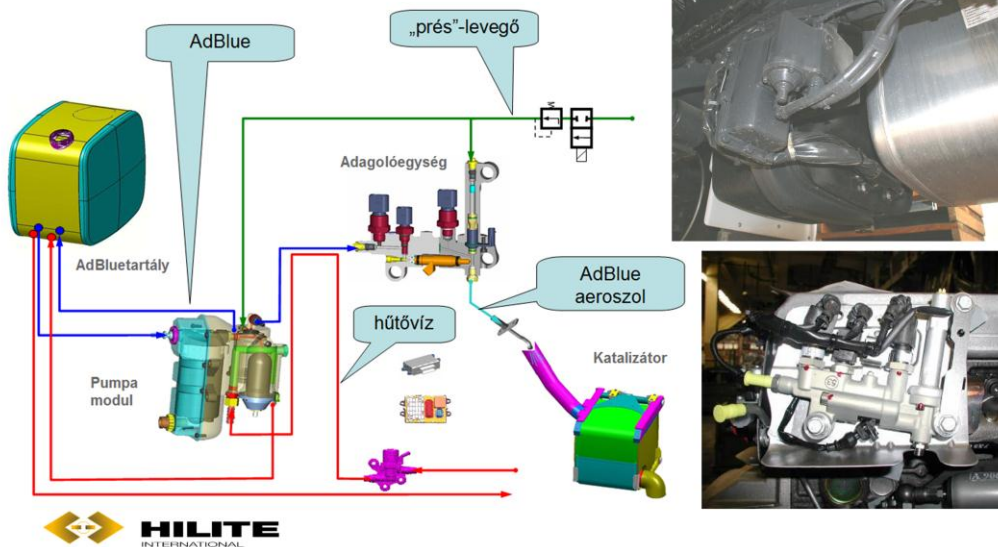 AdBlue
„prés”-levegő
Adagolóegység
AdBluetartály
AdBlue
aeroszol
hűtővíz
Katalizátor
Pumpa
modul
HILITE
INTERNATIONAL